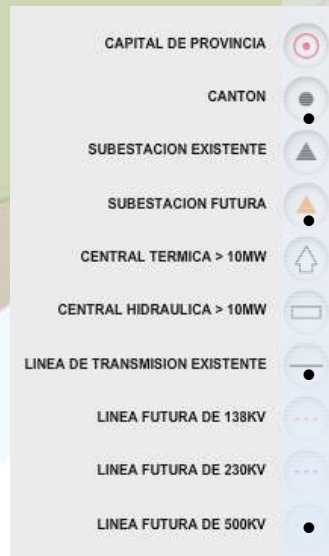 CAPITAL DE PROVINCIA
CANTON
SUBESTACION EXISTENTE
SUBESTACION FUTURA
CENTRAL TERMICA > 10MW
CENTRAL HIDRAULICA > 10MW
LINEA DE TRANSMISION EXISTENTE
LINEA FUTURA DE 138KV
LINEA FUTURA DE 230KV
LINEA FUTURA DE 500KV